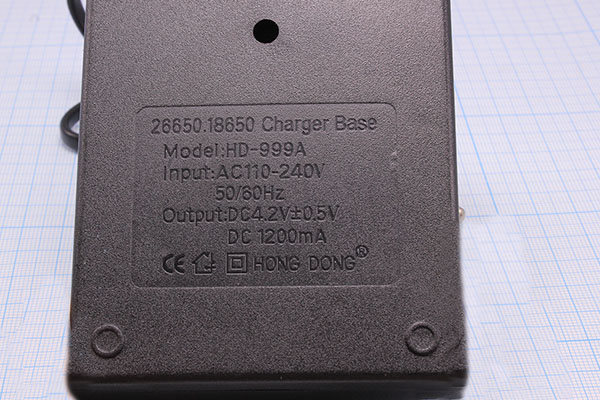 26650.18650 Charger Base
Model:HD-999A
Input:AC110-240V
50/60Hz
Output:DC4.2V±0.5V
DC 1200mA
CE HONG DONG®